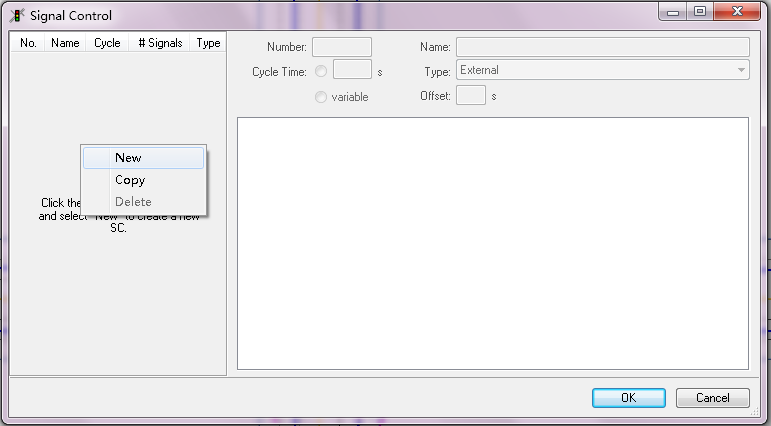 Signal Control
No. Name Cycle # Signals Type
Number: Name:
Cycle Time: s Type: External
variable Offset: s
New
Copy
Delete
Click the
and select "New" to create a new
SC.
OK Cancel